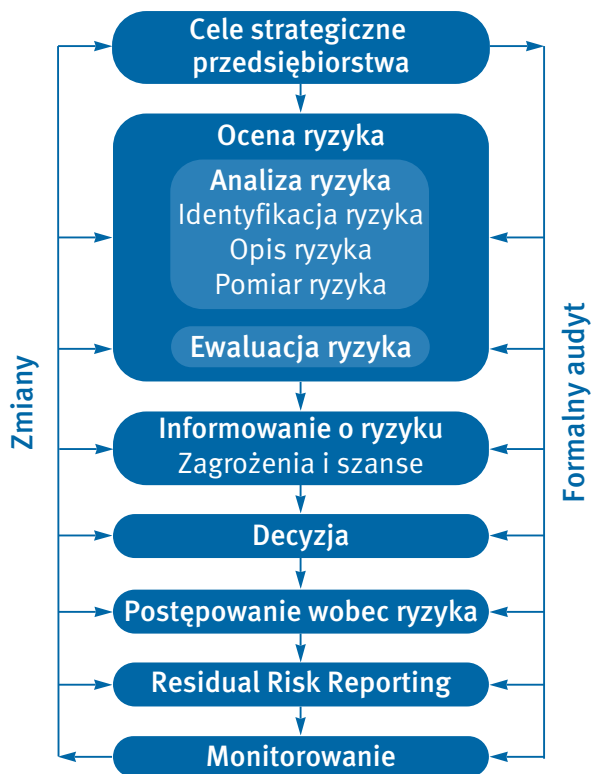 Cele strategiczne
przedsiębiorstwa
Ocena ryzyka
Analiza ryzyka
Identyfikacja ryzyka
Opis ryzyka
Pomiar ryzyka
Ewaluacja ryzyka
Informowanie o ryzyku
Zagrożenia i szanse
Decyzja
Postępowanie wobec ryzyka
Residual Risk Reporting
Monitorowanie
Zmiany
Formalny audyt